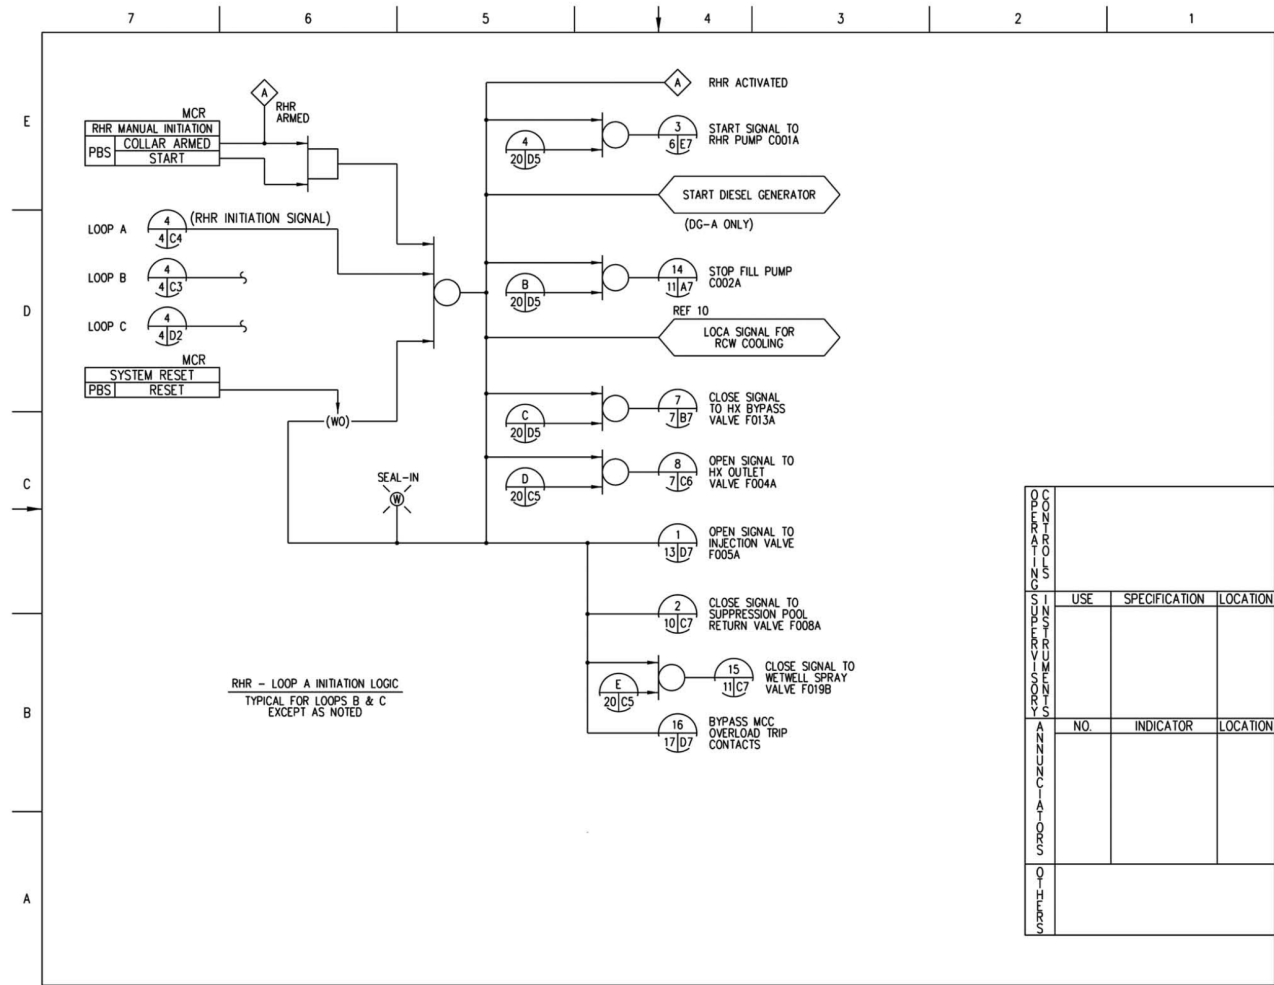 7 6 5 4 3 2 1
E
D
C
B
A
A
RHR
ARMED
MCR
RHR MANUAL INITIATION
PBS COLLAR ARMED
START
LOOP A
4
4 C4
(RHR INITIATION SIGNAL)
LOOP B
4
4 C3
LOOP C
4
4 D2
MCR
SYSTEM RESET
PBS RESET
(WO)
SEAL-IN
W
A RHR ACTIVATED
4
20 D5
3
6 E7
START SIGNAL TO
RHR PUMP C001A
START DIESEL GENERATOR
(DG-A ONLY)
B
20 D5
14
11 A7
STOP FILL PUMP
C002A
REF 10
LOCA SIGNAL FOR
RCW COOLING
C
20 D5
7
7 B7
CLOSE SIGNAL
TO HX BYPASS
VALVE F013A
D
20 C5
8
7 C6
OPEN SIGNAL TO
HX OUTLET
VALVE F004A
1
13 D7
OPEN SIGNAL TO
INJECTION VALVE
F005A
2
10 C7
CLOSE SIGNAL TO
SUPPRESSION POOL
RETURN VALVE F008A
E
20 C5
15
11 C7
CLOSE SIGNAL TO
WETWELL SPRAY
VALVE F019B
16
17 D7
BYPASS MCC
OVERLOAD TRIP
CONTACTS
RHR - LOOP A INITIATION LOGIC
TYPICAL FOR LOOPS B & C
EXCEPT AS NOTED
OPERATING
CONTROLS
SUPERVISORY
INSTRUMENTS
USE SPECIFICATION LOCATION
ANNUNCIATORS
NO. INDICATOR LOCATION
OTHERS